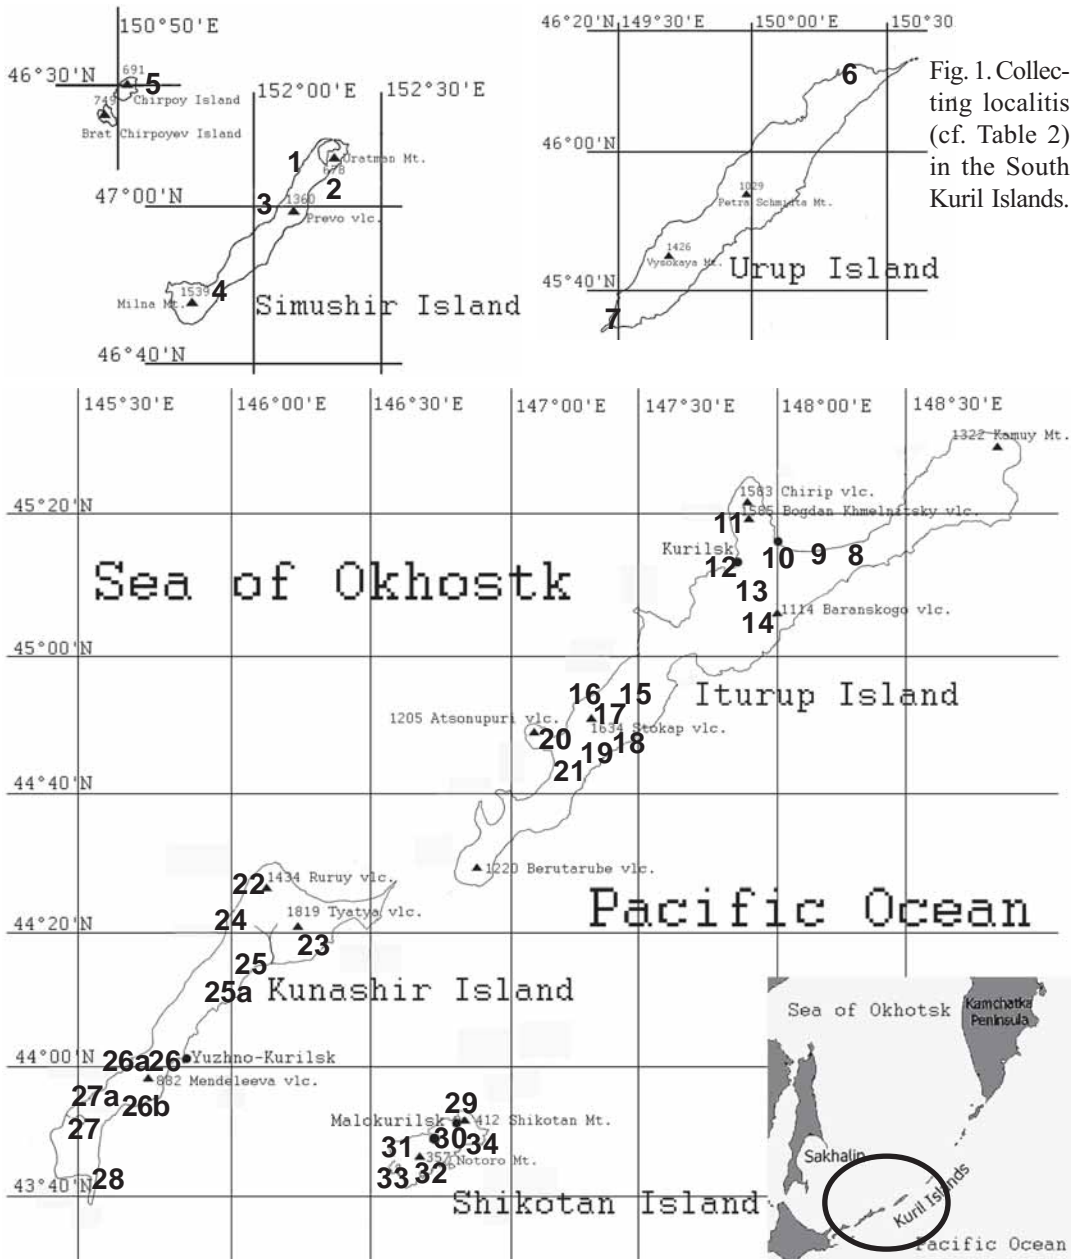 150°50'E
46°30'N
691
5
749
Chirpoy Island
Brat Chirpoyev Island
152°00'E
152°30'E
1
Uratman Mt.
678
2
47°00'N
3
1360
Prevo vlc.
4
1539
Milna Mt.
Simushir Island
46°40'N
46°20'N
149°30'E
150°00'E
150°30
6
46°00'N
1029
Petra Schmidta Mt.
1426
Vysokaya Mt.
Urup Island
45°40'N
7
Fig. 1. Collec-
ting localitis
(cf. Table 2)
in the South
Kuril Islands.
145°30'E
146°00'E
146°30'E
147°00'E
147°30'E
148°00'E
148°30'E
1322 Kamuy Mt.
45°20'N
1583 Chirip vlc.
1585 Bogdan Khmelnitsky vlc.
11
Kurilsk
12
10
9
8
13
Sea of Okhostk
14
1114 Baranskogo vlc.
45°00'N
Iturup Island
16
15
17
1205 Atsonupuri vlc.
1634 Stokap vlc.
20
18
19
21
44°40'N
1220 Berutarube vlc.
Pacific Ocean
22
1434 Ruruy vlc.
24
1819 Tyatya vlc.
44°20'N
23
25
25a
Kunashir Island
44°00'N
26a
26
Yuzhno-Kurilsk
882 Mendeleeva vlc.
27a
26b
27
28
43°40'N
29
Malokurilsk
412 Shikotan Mt.
30
34
31
357
Notoro Mt.
33
32
Shikotan Island
Sea of Okhotsk
Kamchatka
Peninsula
Sakhalin
Kuril Islands
Pacific Ocean